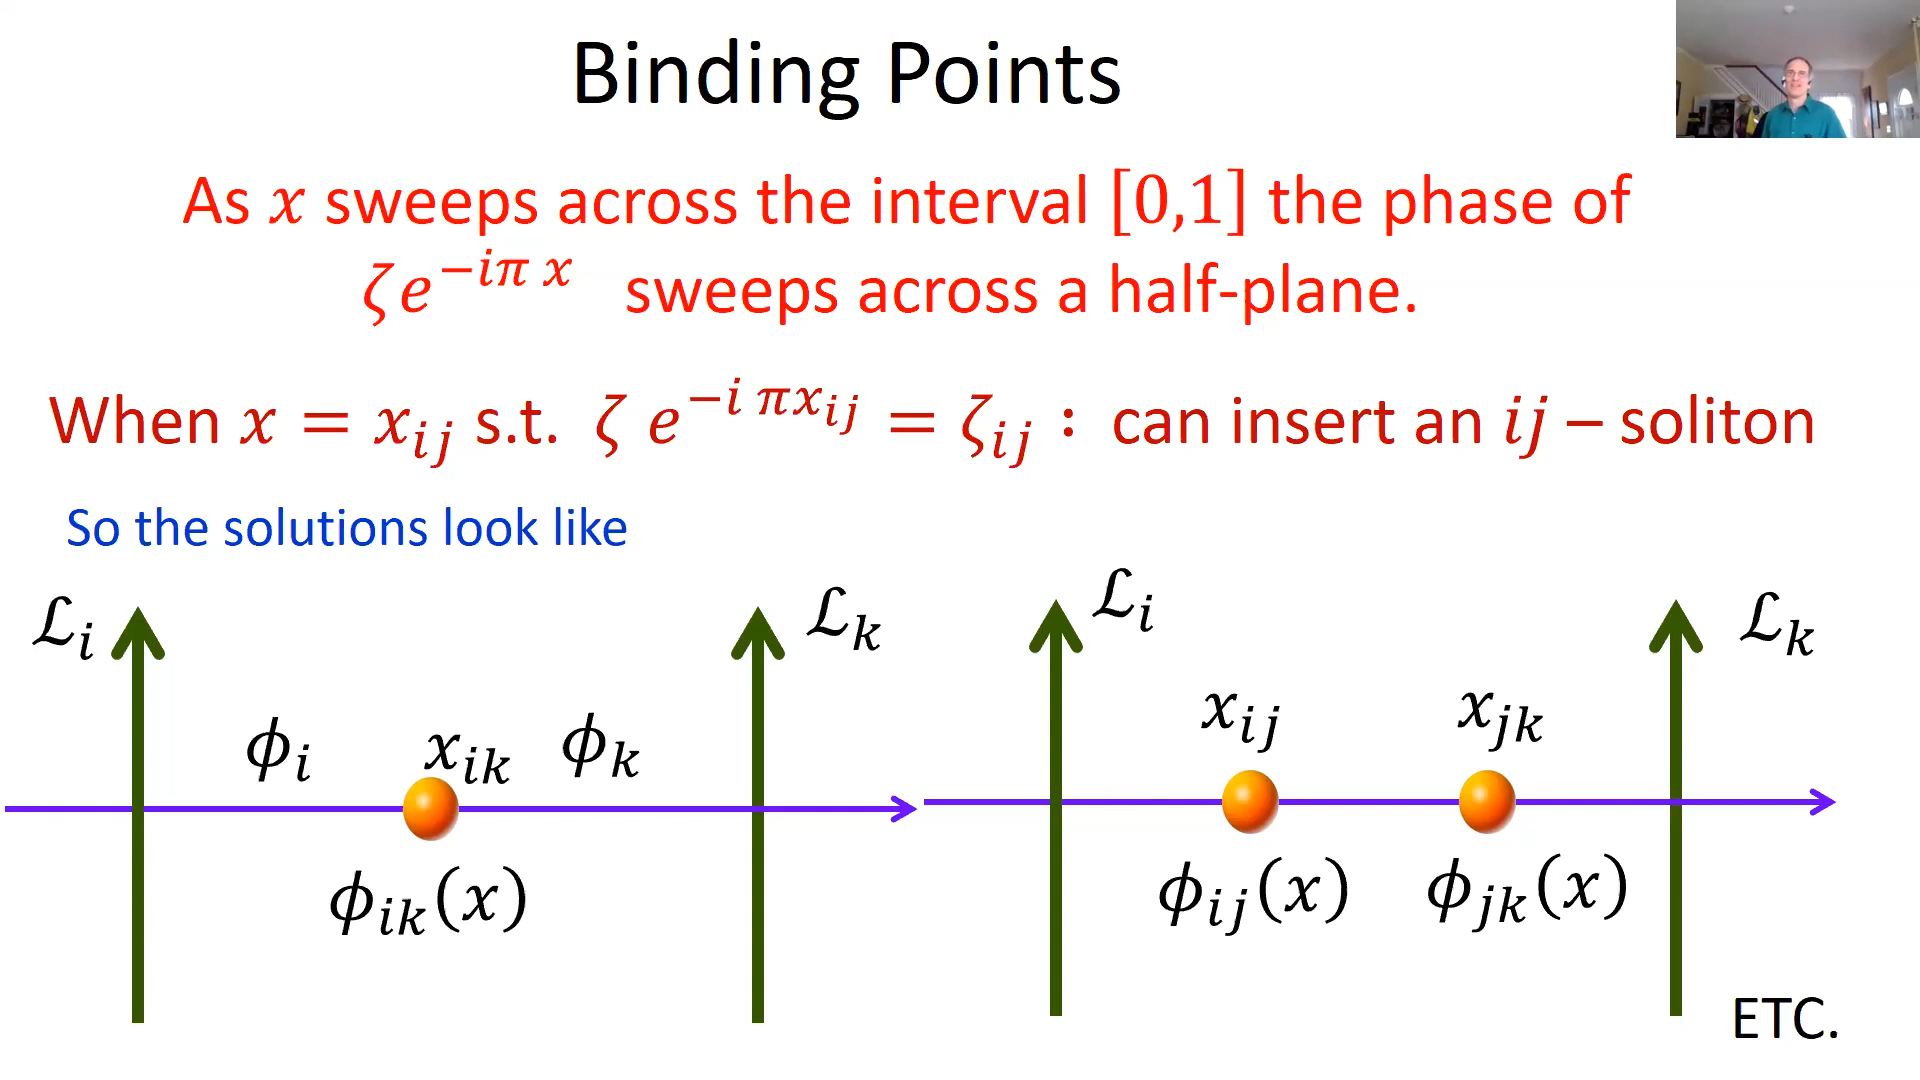 Binding Points
As x sweeps across the interval [0,1] the phase of
ζ e^{−iπ x} sweeps across a half-plane.
When x = x_{ij} s.t. ζ e^{−i πx_{ij}} = ζ_{ij} : can insert an ij – soliton
So the solutions look like
ℒ_i ℒ_k ℒ_i ℒ_k
ϕ_i x_{ik} ϕ_k x_{ij} x_{jk}
ϕ_{ik}(x) ϕ_{ij}(x) ϕ_{jk}(x)
ETC.